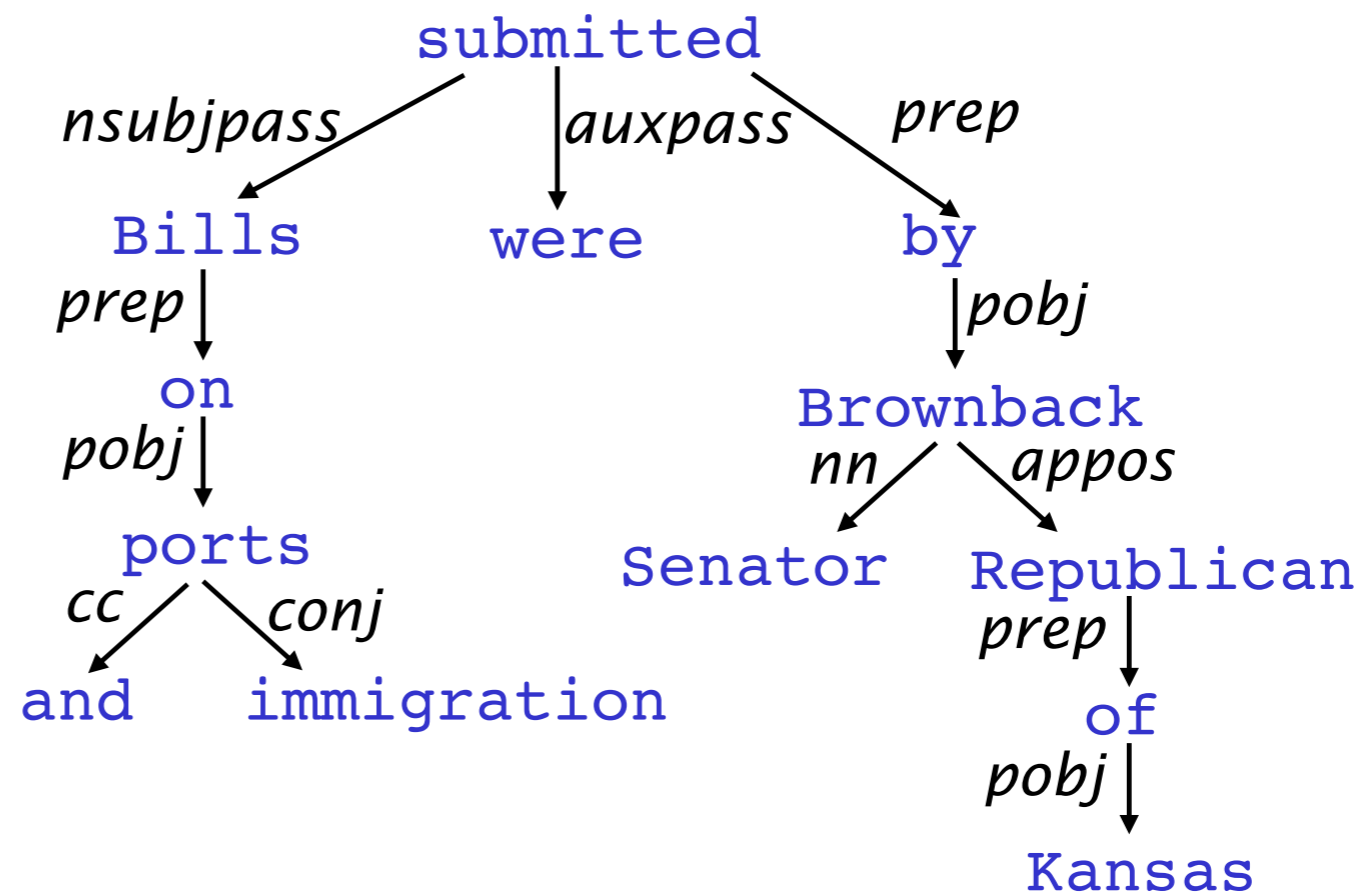 submitted
nsubjpass auxpass prep
Bills were by
prep pobj
on Brownback
pobj nn appos
ports Senator Republican
cc conj prep
and immigration of
pobj
Kansas